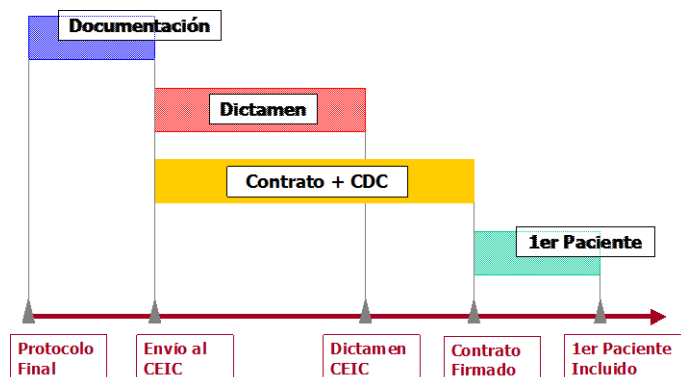 Documentación
Dictamen
Contrato + CDC
1er Paciente
Protocolo
Final
Envío al
CEIC
Dictamen
CEIC
Contrato
Firmado
1er Paciente
Incluido